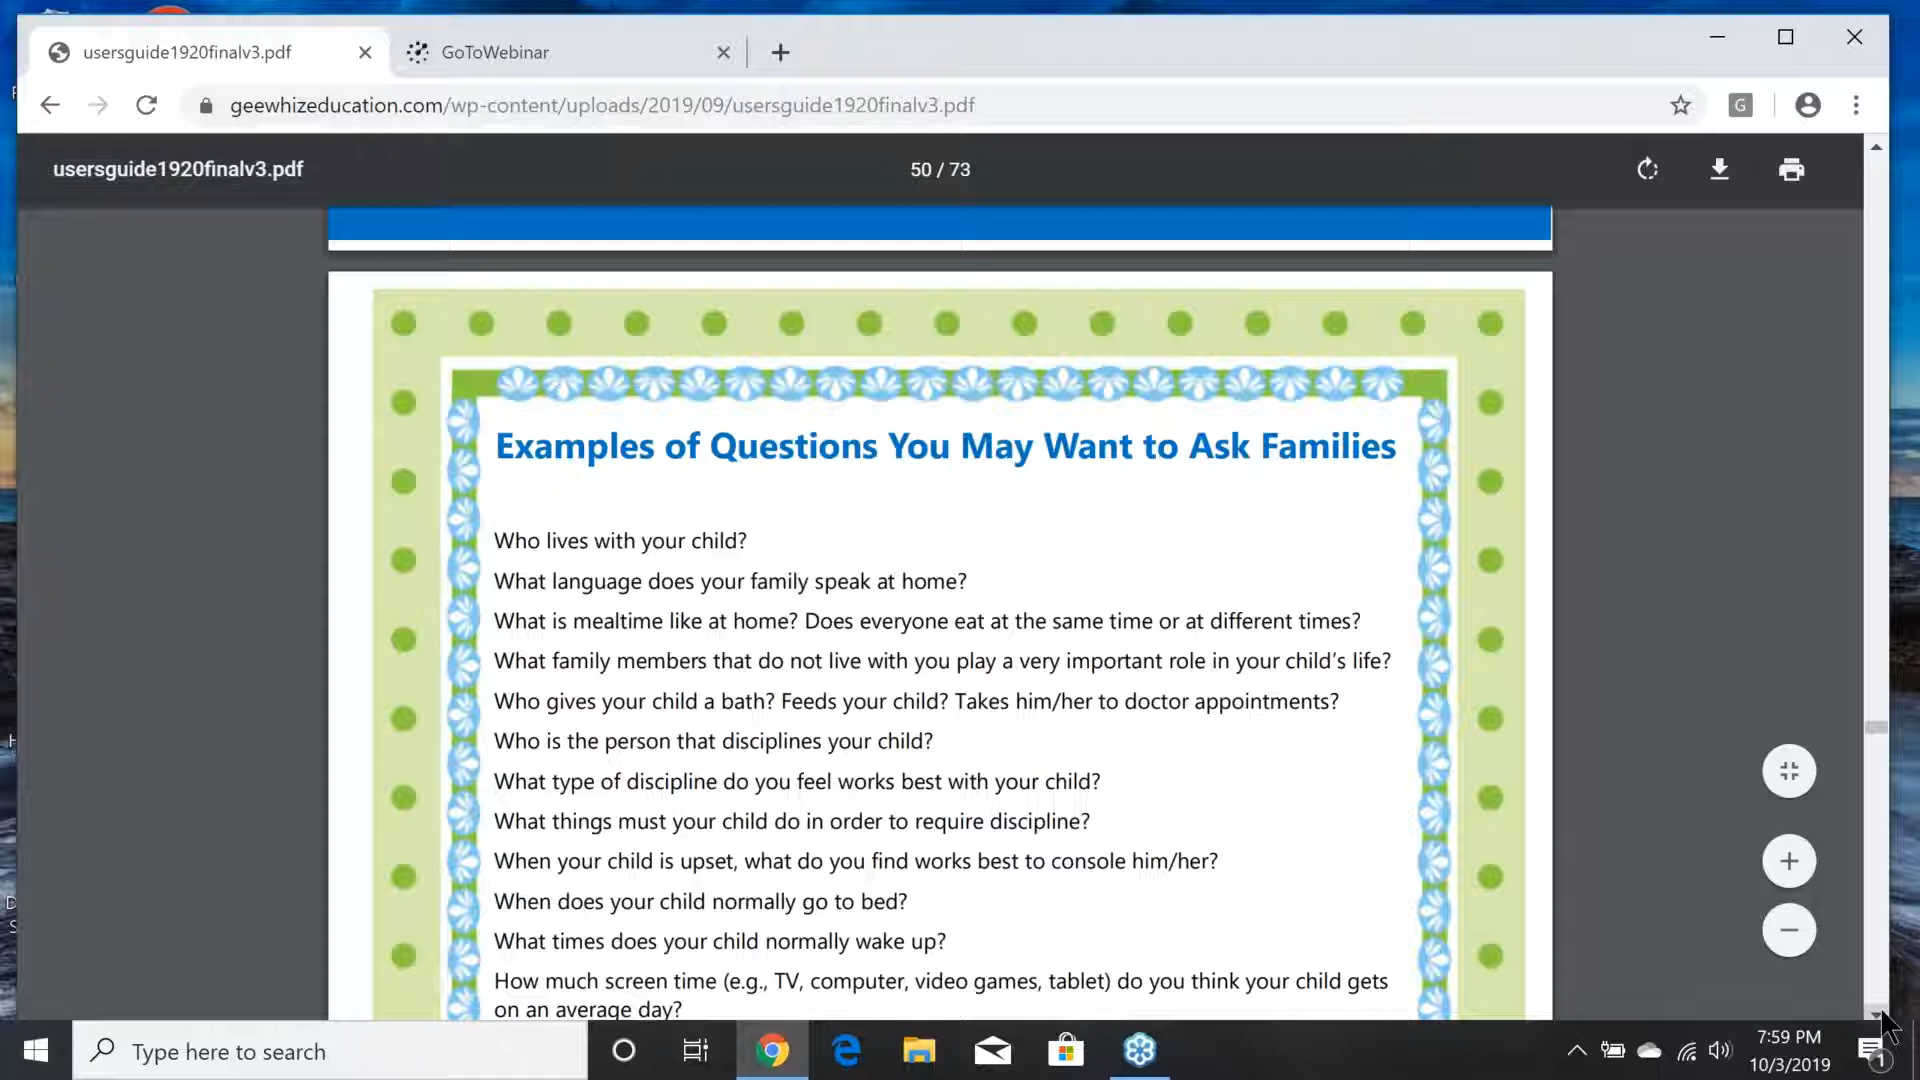 usersguide1920finalv3.pdf
GoToWebinar
geewhizeducation.com/wp-content/uploads/2019/09/usersguide1920finalv3.pdf
G
usersguide1920finalv3.pdf
50 / 73
Examples of Questions You May Want to Ask Families
Who lives with your child?
What language does your family speak at home?
What is mealtime like at home? Does everyone eat at the same time or at different times?
What family members that do not live with you play a very important role in your child's life?
Who gives your child a bath? Feeds your child? Takes him/her to doctor appointments?
Who is the person that disciplines your child?
What type of discipline do you feel works best with your child?
What things must your child do in order to require discipline?
When your child is upset, what do you find works best to console him/her?
When does your child normally go to bed?
What times does your child normally wake up?
How much screen time (e.g., TV, computer, video games, tablet) do you think your child gets
on an average day?
Type here to search
7:59 PM
10/3/2019
1